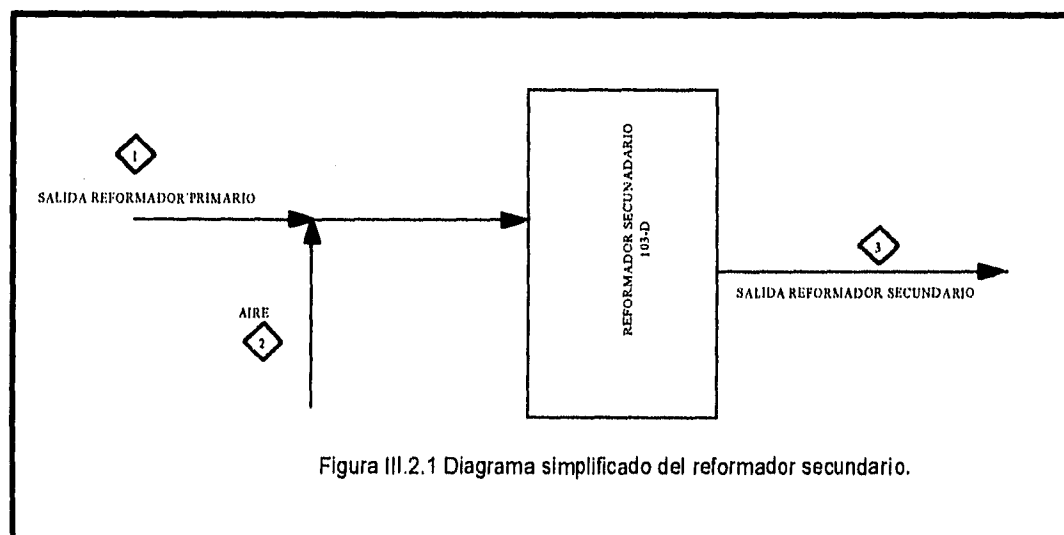 1
SALIDA REFORMADOR PRIMARIO
AIRE
2
REFORMADOR SECUNADARIO
103-D
3
SALIDA REFORMADOR SECUNDARIO
Figura III.2.1 Diagrama simplificado del reformador secundario.